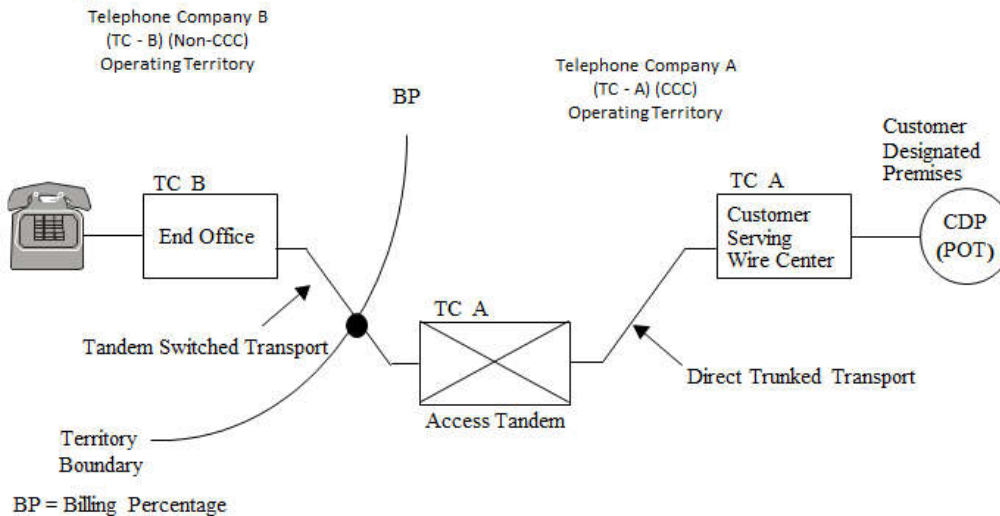 Telephone Company B
(TC - B) (Non-CCC)
Operating Territory
Telephone Company A
(TC - A) (CCC)
Operating Territory
BP
Customer
Designated
Premises
TC B
End Office
TC A
Customer
Serving
Wire Center
CDP
(POT)
TC A
Tandem Switched Transport
Direct Trunked Transport
Access Tandem
Territory
Boundary
BP = Billing Percentage